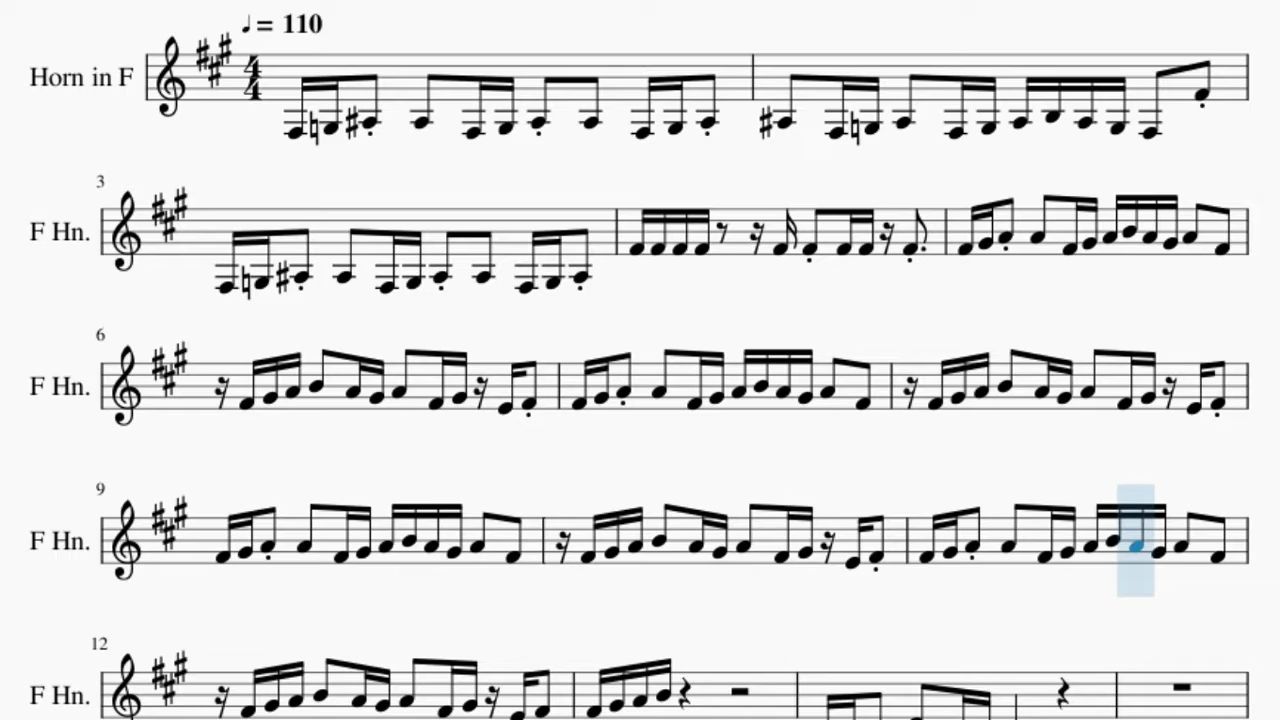 ♩ = 110
Horn in F
4
4
3
F Hn.
6
F Hn.
9
F Hn.
12
F Hn.